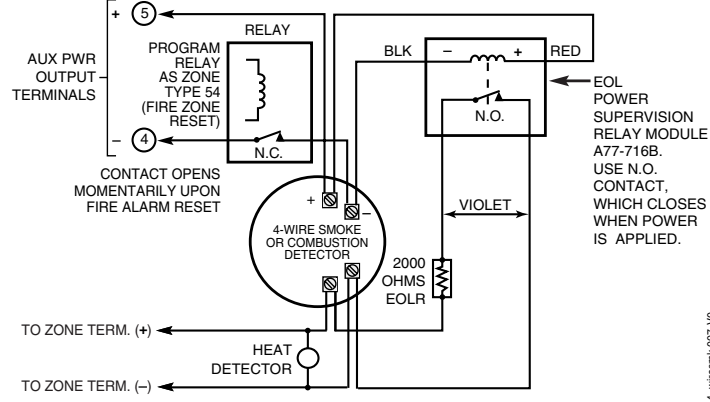 + 5
AUX PWR
OUTPUT
TERMINALS
– 4
RELAY
PROGRAM
RELAY
AS ZONE
TYPE 54
(FIRE ZONE
RESET)
N.C.
CONTACT OPENS
MOMENTARILY UPON
FIRE ALARM RESET
BLK – + RED
N.O.
EOL
POWER
SUPERVISION
RELAY MODULE
A77-716B.
USE N.O.
CONTACT,
WHICH CLOSES
WHEN POWER
IS APPLIED.
+ –
4-WIRE SMOKE
OR COMBUSTION
DETECTOR
VIOLET
2000
OHMS
EOLR
TO ZONE TERM. (+)
HEAT
DETECTOR
TO ZONE TERM. (–)